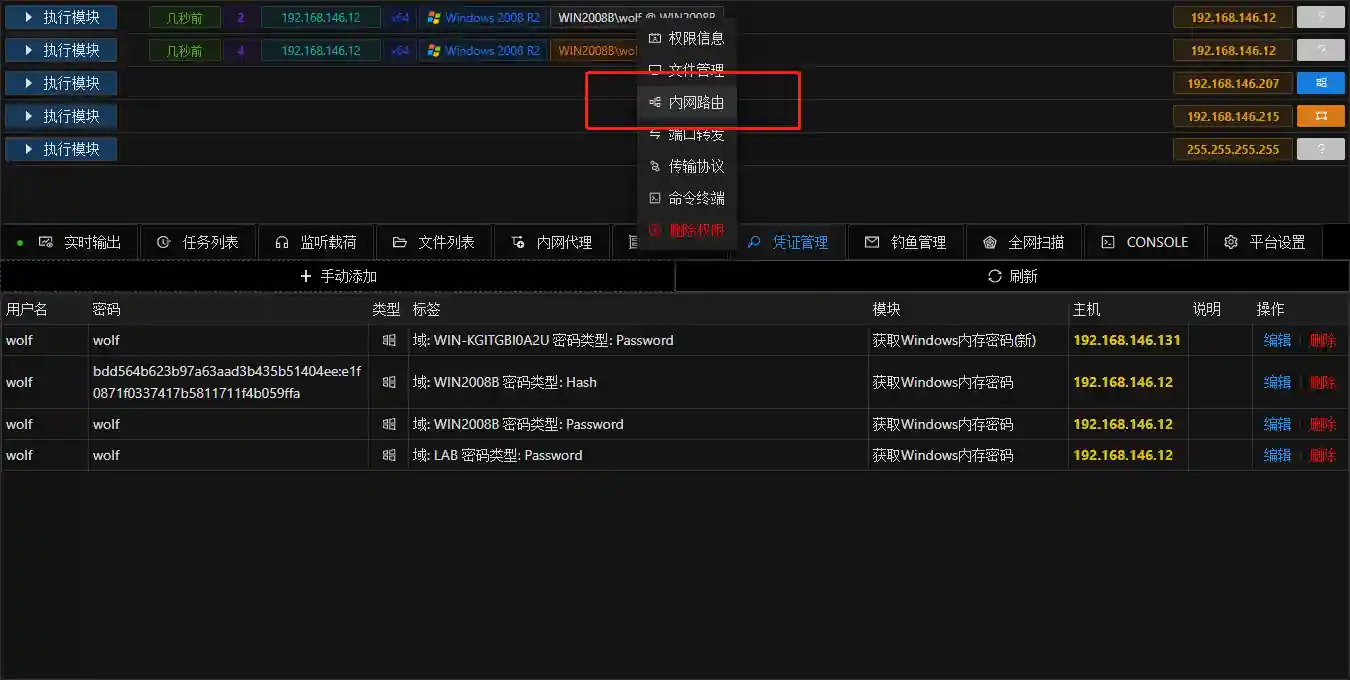 执行模块 几秒前 2 192.168.146.12 x64 Windows 2008 R2 WIN2008B\wolf @ WIN2008B 192.168.146.12 ?
权限信息
执行模块 几秒前 4 192.168.146.12 x64 Windows 2008 R2 WIN2008B\wol 192.168.146.12 ?
文件管理
执行模块 192.168.146.207
内网路由
执行模块 192.168.146.215
端口转发
执行模块 255.255.255.255 ?
传输协议
命令终端
删除权限
实时输出 任务列表 监听载荷 文件列表 内网代理 凭证管理 钓鱼管理 全网扫描 CONSOLE 平台设置
+ 手动添加 刷新
用户名 密码 类型 标签 模块 主机 说明 操作
wolf wolf 域: WIN-KGITGBI0A2U 密码类型: Password 获取Windows内存密码(新) 192.168.146.131 编辑 删除
wolf bdd564b623b97a63aad3b435b51404ee:e1f
0871f0337417b5811711f4b059ffa 域: WIN2008B 密码类型: Hash 获取Windows内存密码 192.168.146.12 编辑 删除
wolf wolf 域: WIN2008B 密码类型: Password 获取Windows内存密码 192.168.146.12 编辑 删除
wolf wolf 域: LAB 密码类型: Password 获取Windows内存密码 192.168.146.12 编辑 删除